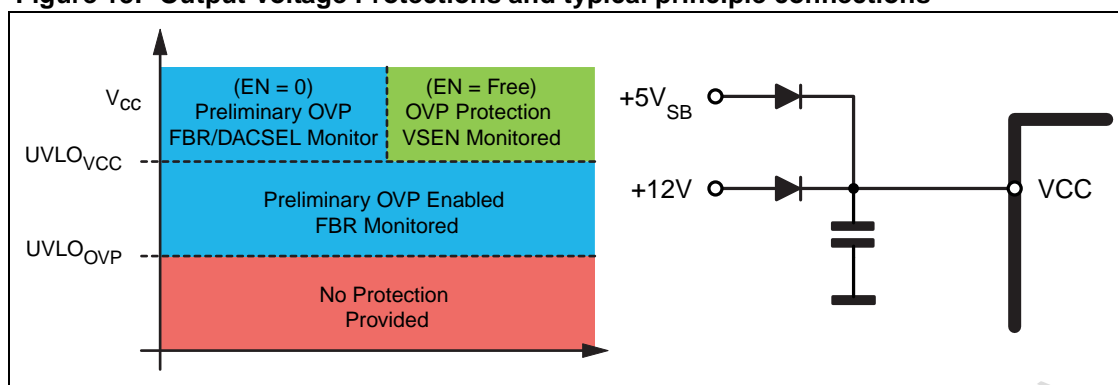 Figure 10. Output Voltage Protections and typical principle connections
(EN = 0)
Preliminary OVP
FBR/DACSEL Monitor
(EN = Free)
OVP Protection
VSEN Monitored
VCC
UVLOVCC
Preliminary OVP Enabled
FBR Monitored
UVLOOVP
No Protection
Provided
+5VSB
+12V
VCC